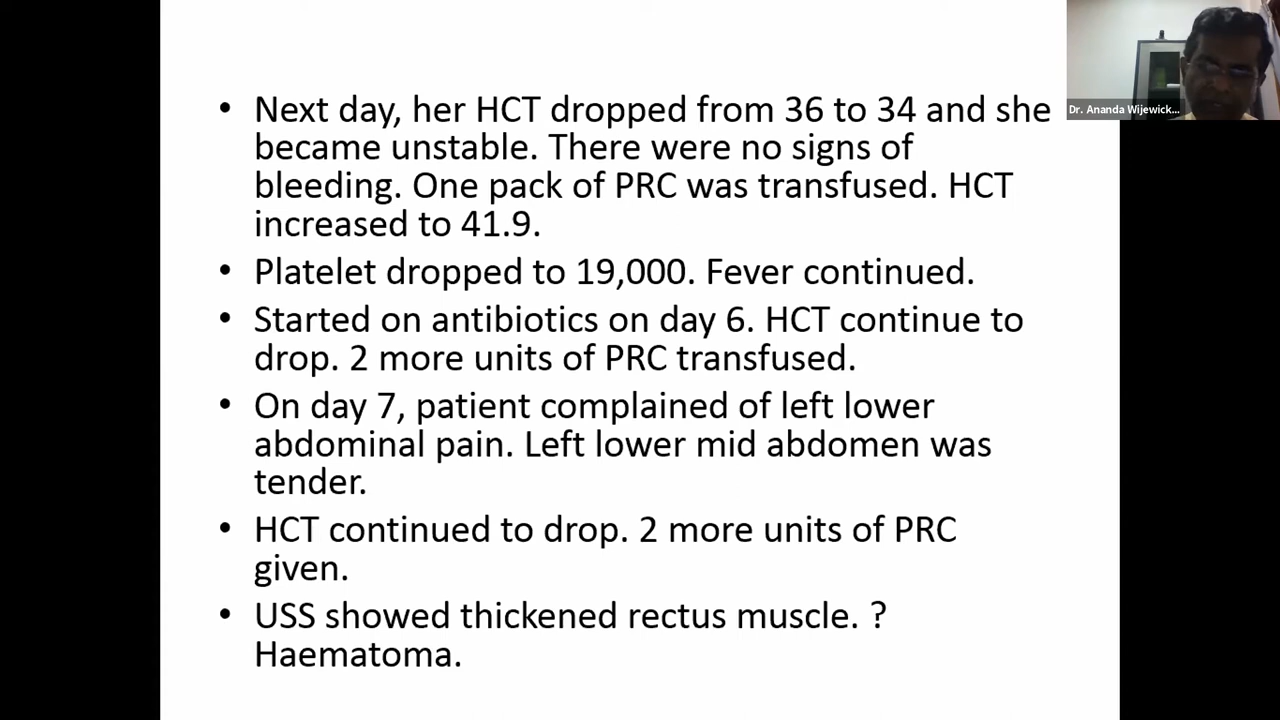 • Next day, her HCT dropped from 36 to 34 and she
became unstable. There were no signs of
bleeding. One pack of PRC was transfused. HCT
increased to 41.9.
• Platelet dropped to 19,000. Fever continued.
• Started on antibiotics on day 6. HCT continue to
drop. 2 more units of PRC transfused.
• On day 7, patient complained of left lower
abdominal pain. Left lower mid abdomen was
tender.
• HCT continued to drop. 2 more units of PRC
given.
• USS showed thickened rectus muscle. ?
Haematoma.
Dr. Ananda Wijewick...